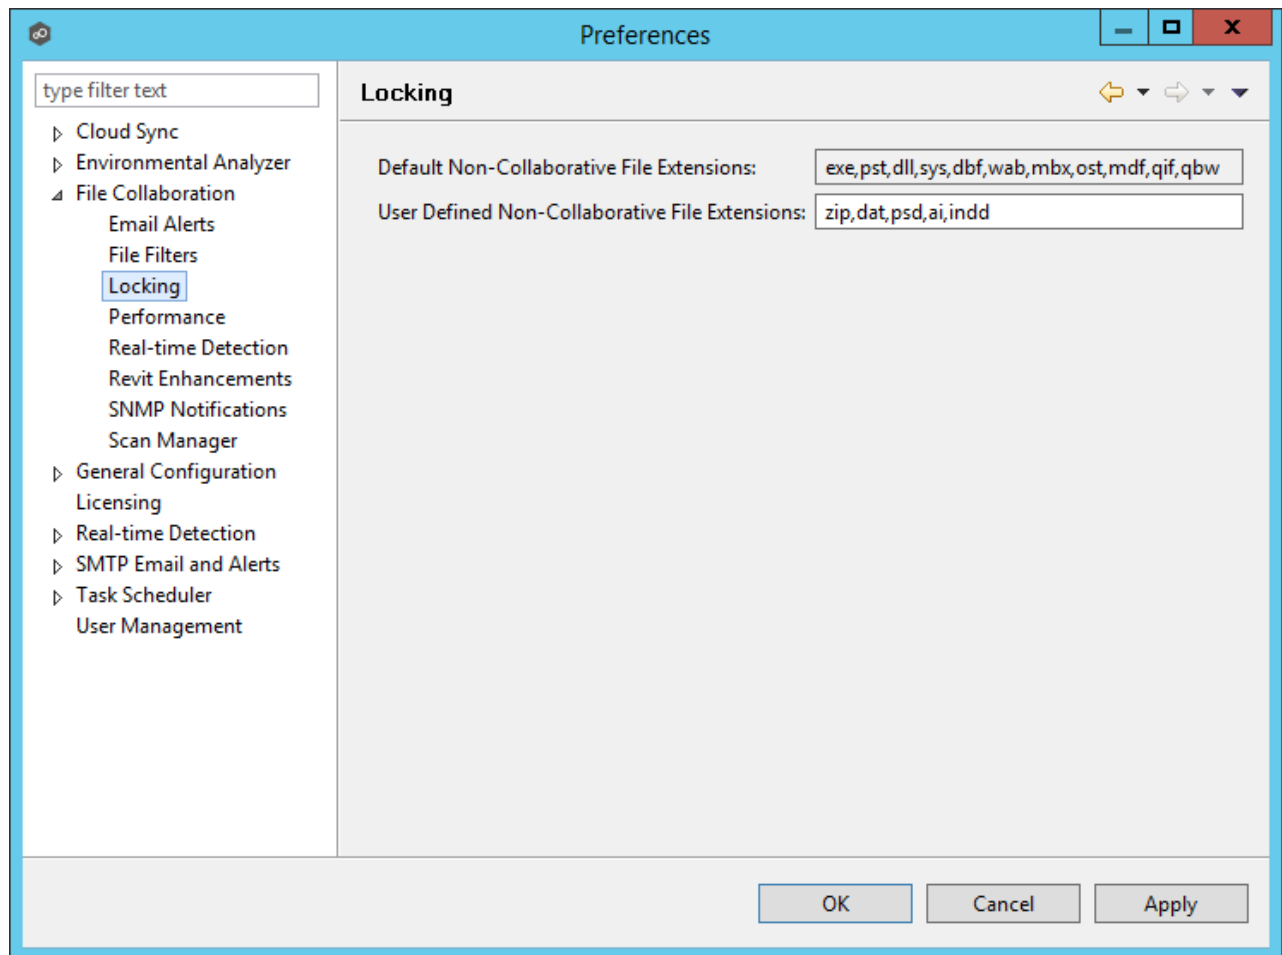 Preferences
type filter text
Cloud Sync
Environmental Analyzer
File Collaboration
Email Alerts
File Filters
Locking
Performance
Real-time Detection
Revit Enhancements
SNMP Notifications
Scan Manager
General Configuration
Licensing
Real-time Detection
SMTP Email and Alerts
Task Scheduler
User Management
Locking
Default Non-Collaborative File Extensions: exe,pst,dll,sys,dbf,wab,mbx,ost,mdf,qif,qbw
User Defined Non-Collaborative File Extensions: zip,dat,psd,ai,indd
OK Cancel Apply